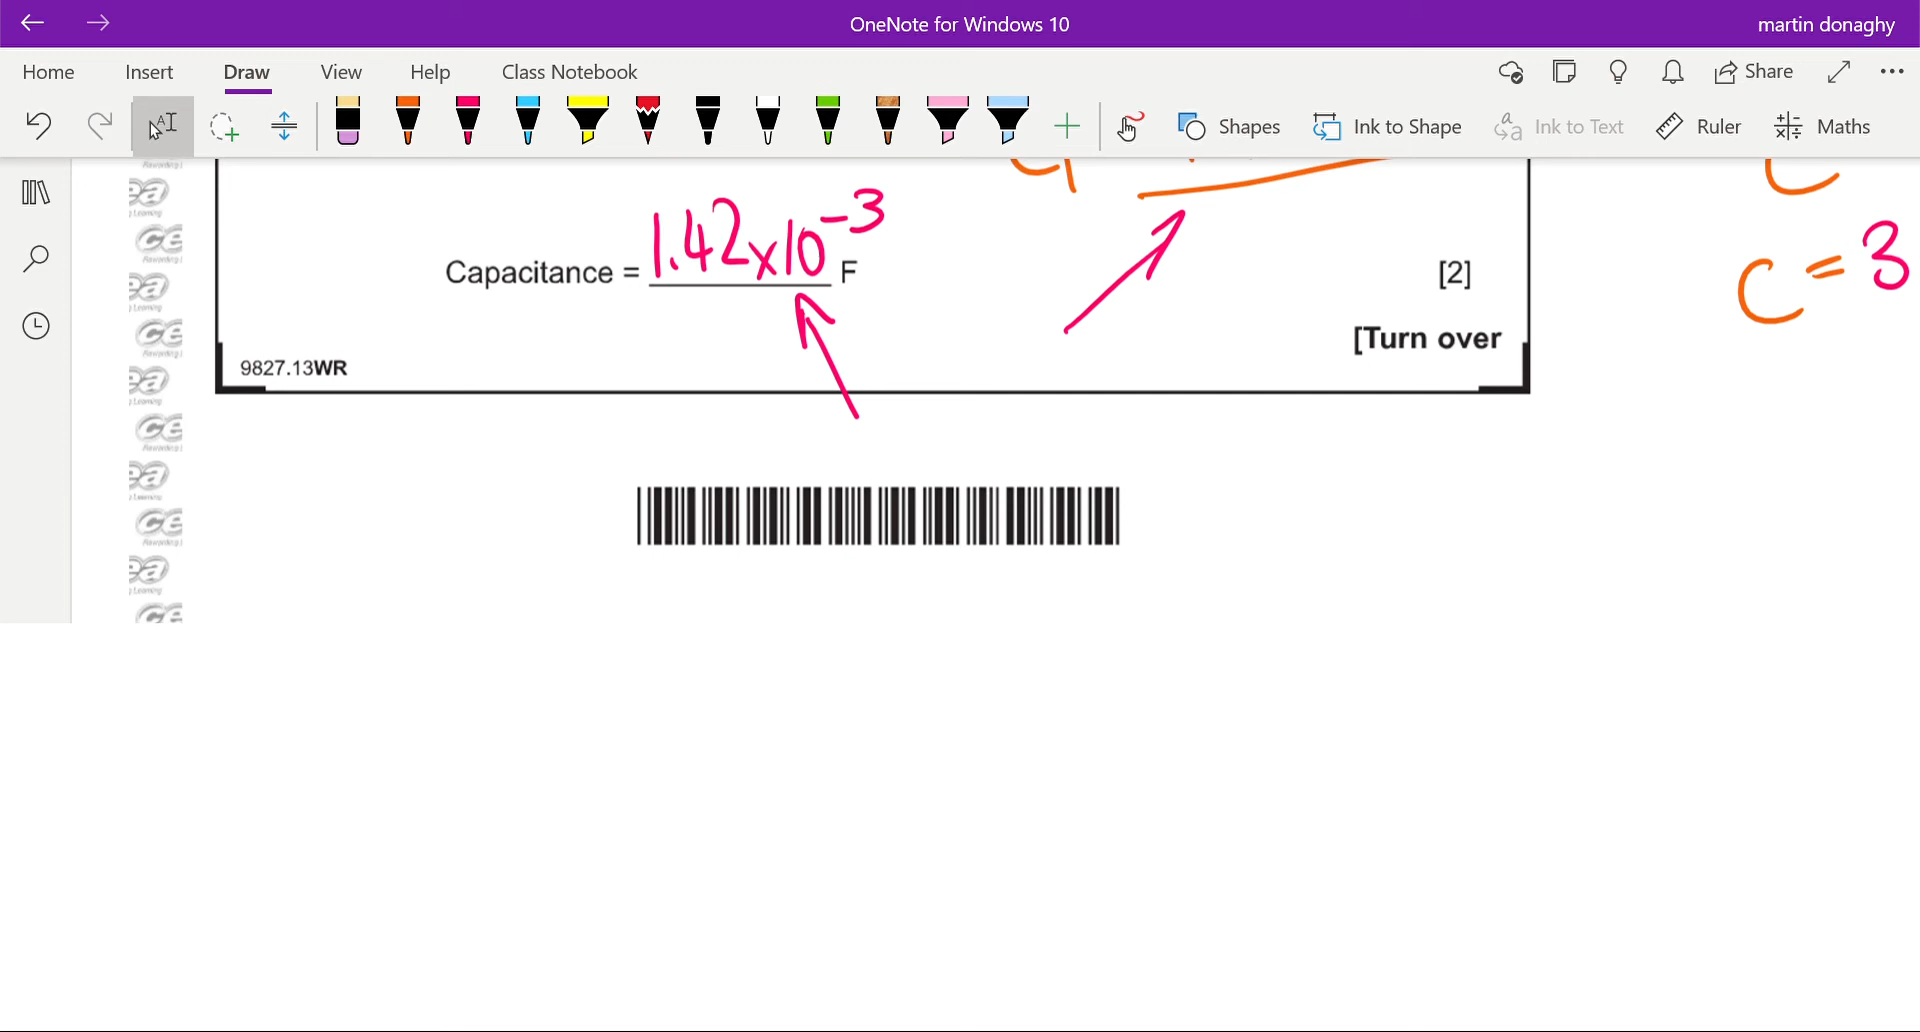 OneNote for Windows 10
martin donaghy
Home Insert Draw View Help Class Notebook
Share
Shapes Ink to Shape Ink to Text Ruler Maths
Capacitance = 1.42x10⁻³ F
[2]
C = 3
[Turn over
9827.13WR